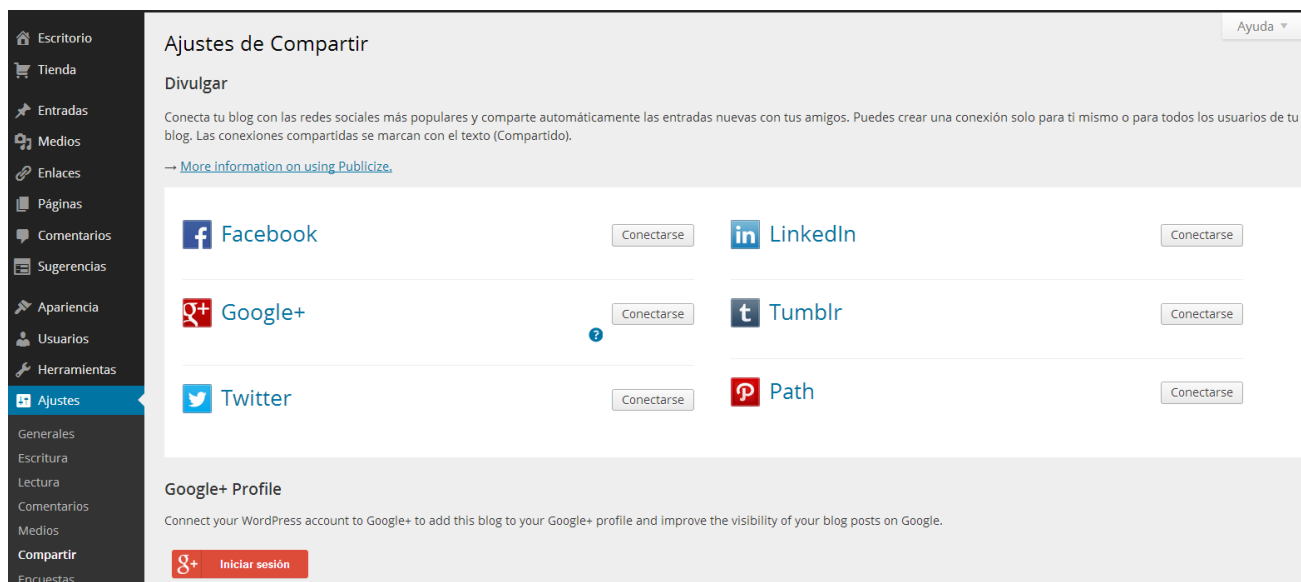 Escritorio
Tienda
Entradas
Medios
Enlaces
Páginas
Comentarios
Sugerencias
Apariencia
Usuarios
Herramientas
Ajustes
Generales
Escritura
Lectura
Comentarios
Medios
Compartir
Encuestas
Ayuda
Ajustes de Compartir
Divulgar
Conecta tu blog con las redes sociales más populares y comparte automáticamente las entradas nuevas con tus amigos. Puedes crear una conexión solo para ti mismo o para todos los usuarios de tu
blog. Las conexiones compartidas se marcan con el texto (Compartido).
→ More information on using Publicize.
Facebook Conectarse LinkedIn Conectarse
Google+ Conectarse Tumblr Conectarse
?
Twitter Conectarse Path Conectarse
Google+ Profile
Connect your WordPress account to Google+ to add this blog to your Google+ profile and improve the visibility of your blog posts on Google.
g+ Iniciar sesión